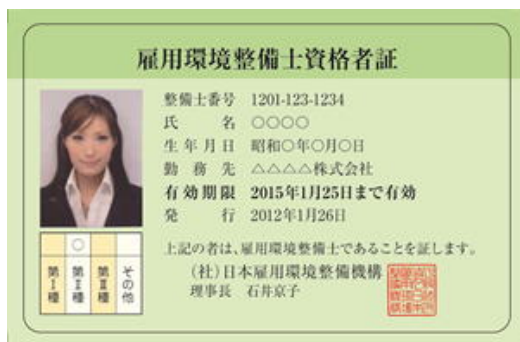 雇用環境整備士資格者証
整備士番号 1201-123-1234
氏名 ○○○○
生年月日 昭和○年○月○日
勤務先 △△△△株式会社
有効期限 2015年1月25日まで有効
発行 2012年1月26日
上記の者は、雇用環境整備士であることを証します。
(社)日本雇用環境整備機構
理事長 石井京子
○
第Ⅰ種 第Ⅱ種 第Ⅲ種 その他